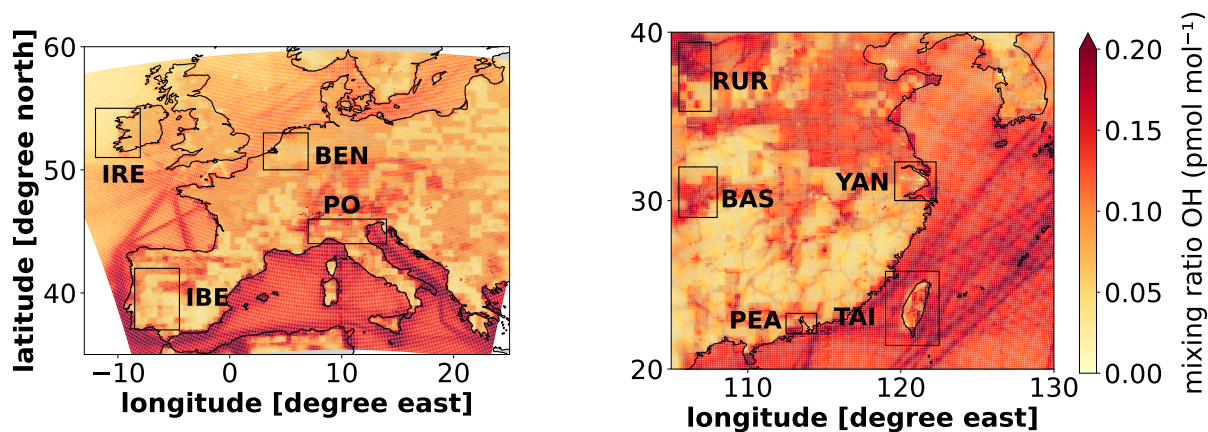 latitude [degree north]
60
50
40
IRE
BEN
PO
IBE
−10
0
10
20
longitude [degree east]
40
30
20
RUR
BAS
YAN
PEA
TAI
110
120
130
longitude [degree east]
0.20
0.15
0.10
0.05
0.00
mixing ratio OH (pmol mol⁻¹)